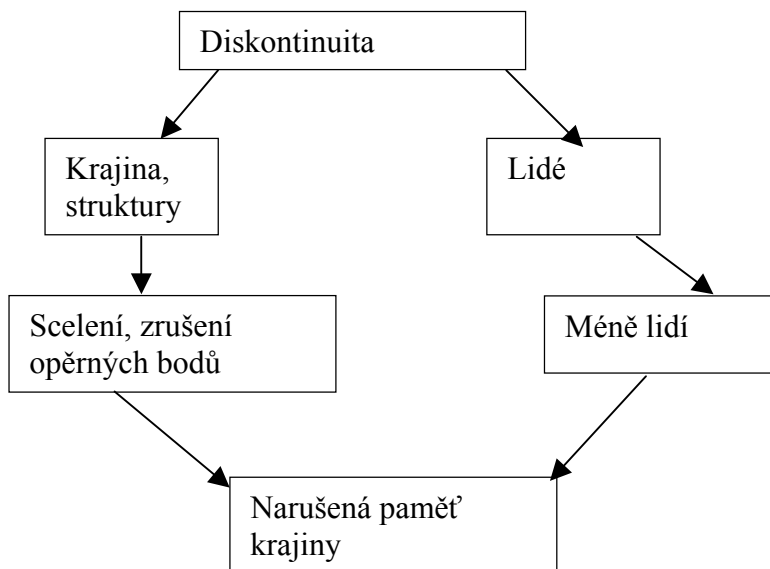 Diskontinuita
Krajina,
struktury
Lidé
Scelení, zrušení
opěrných bodů
Méně lidí
Narušená paměť
krajiny